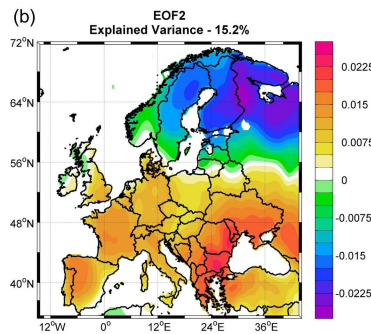 (b)
EOF2
Explained Variance - 15.2%
72°N
64°N
56°N
48°N
40°N
12°W
0°
12°E
24°E
36°E
0.0225
0.015
0.0075
0
-0.0075
-0.015
-0.0225